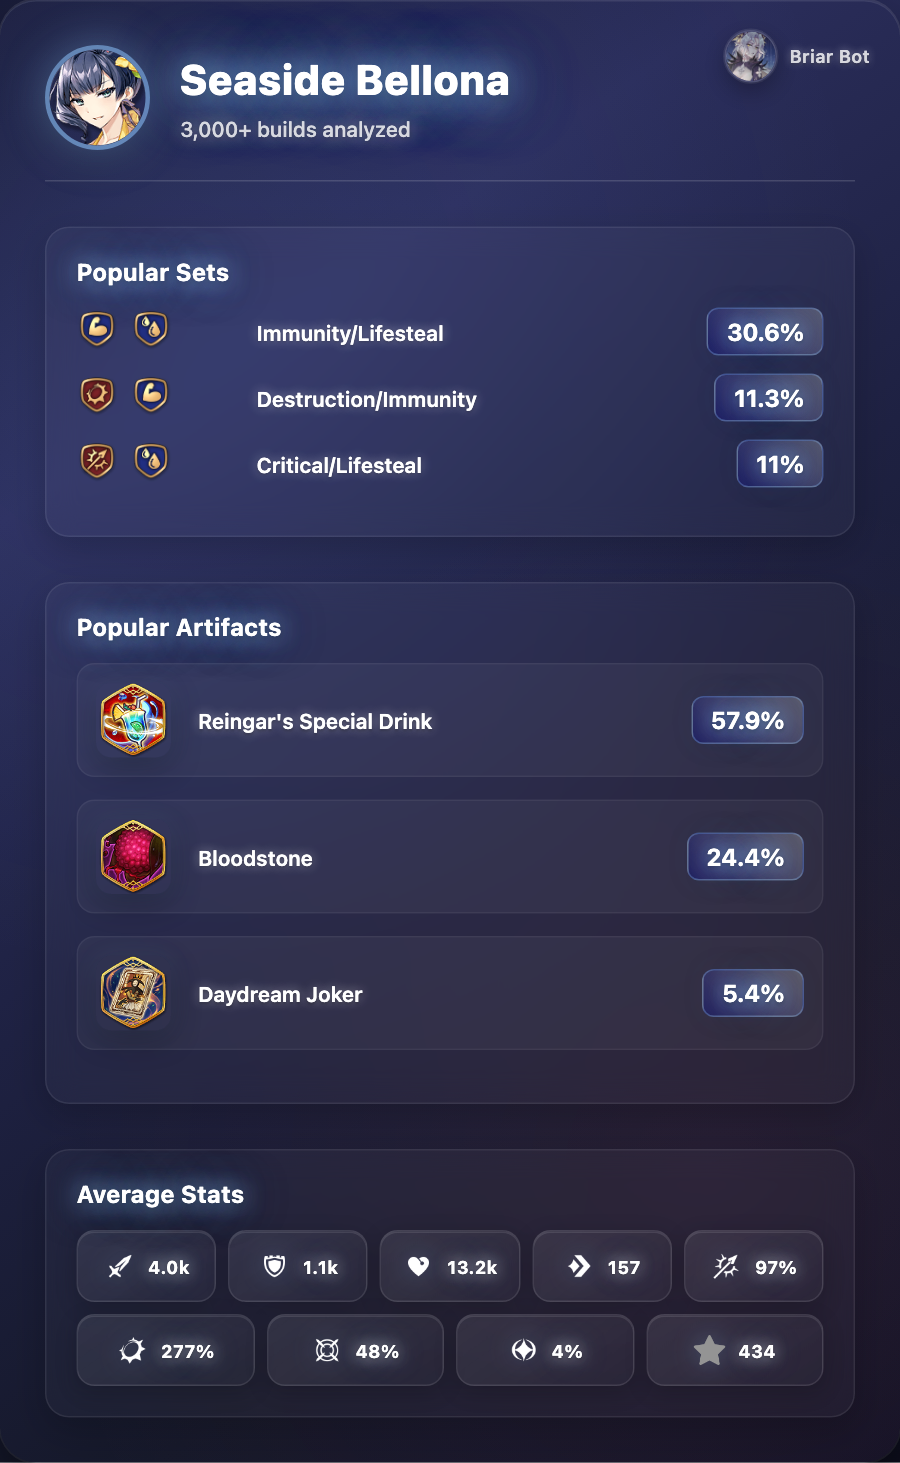 Seaside Bellona
3,000+ builds analyzed
Briar Bot
Popular Sets
Immunity/Lifesteal 30.6%
Destruction/Immunity 11.3%
Critical/Lifesteal 11%
Popular Artifacts
Reingar's Special Drink 57.9%
Bloodstone 24.4%
Daydream Joker 5.4%
Average Stats
4.0k 1.1k 13.2k 157 97%
277% 48% 4% 434